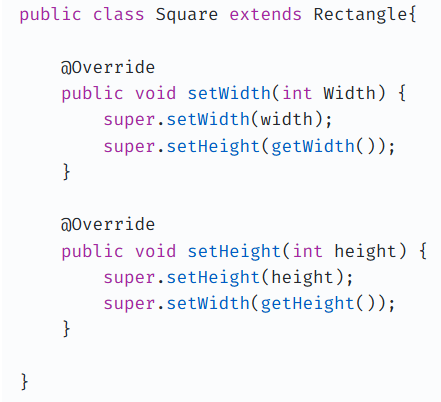 public class Square extends Rectangle{
@Override
public void setWidth(int Width) {
super.setWidth(width);
super.setHeight(getWidth());
}
@Override
public void setHeight(int height) {
super.setHeight(height);
super.setWidth(getHeight());
}
}